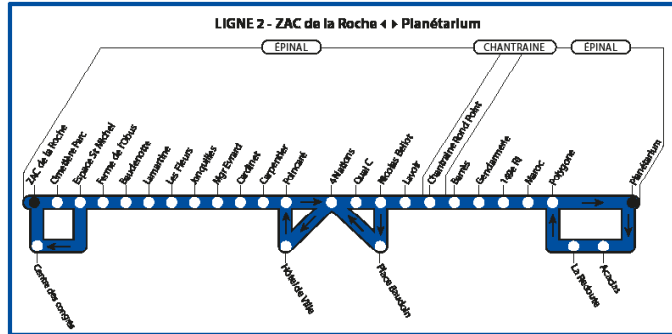 LIGNE 2 - ZAC de la Roche ◂ ▸ Planétarium
ÉPINAL
CHANTRAINE
ÉPINAL
ZAC de la Roche
Cimetière Parc
Espace St Michel
Ferme de l'Obus
Baudenotte
Lamartine
Les Fleurs
Jonquilles
Mgr Evrard
Cardinet
Carpentier
Poincaré
4 Nations
Quai C
Nicolas Bellot
Lavoir
Chantraine Rond Point
Barrès
Gendarmerie
149e RI
Maroc
Polygone
Planétarium
Centre des congrès
Hôtel de Ville
Place Baudoin
La Redoute
Acacias